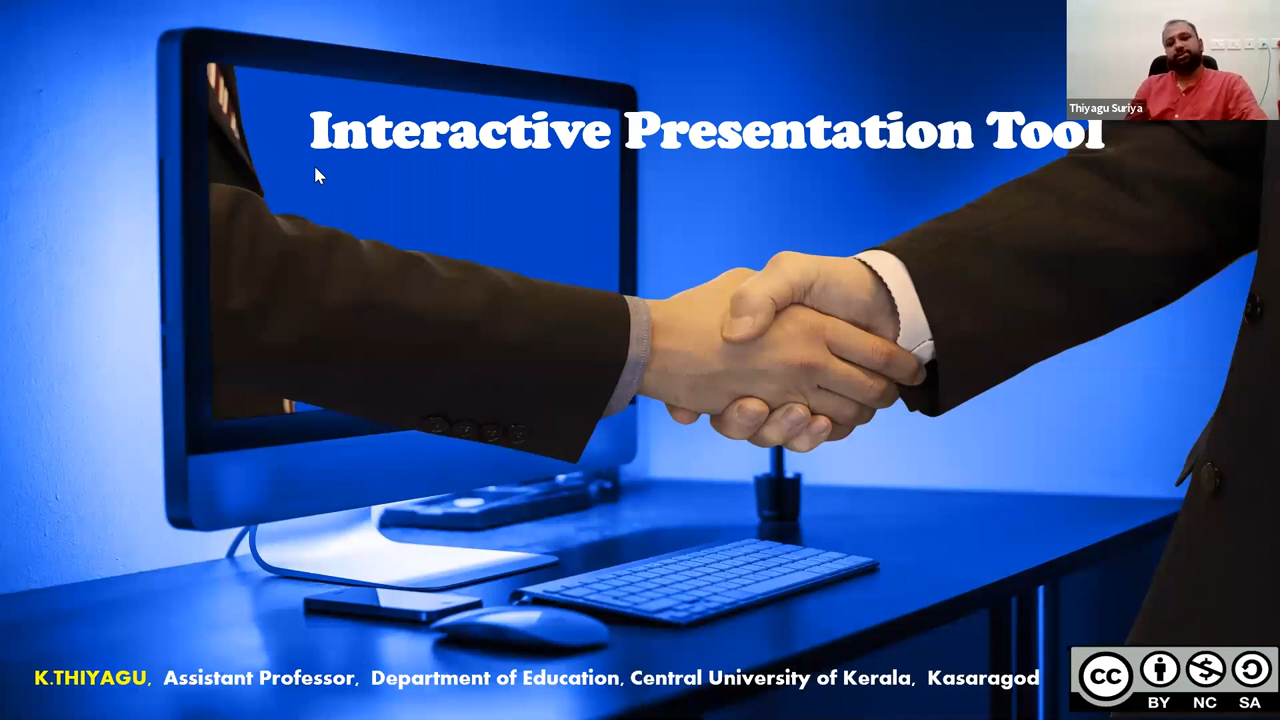 Thiyagu Suriya
Interactive Presentation Tool
K.THIYAGU, Assistant Professor, Department of Education, Central University of Kerala, Kasaragod
cc
BY NC SA